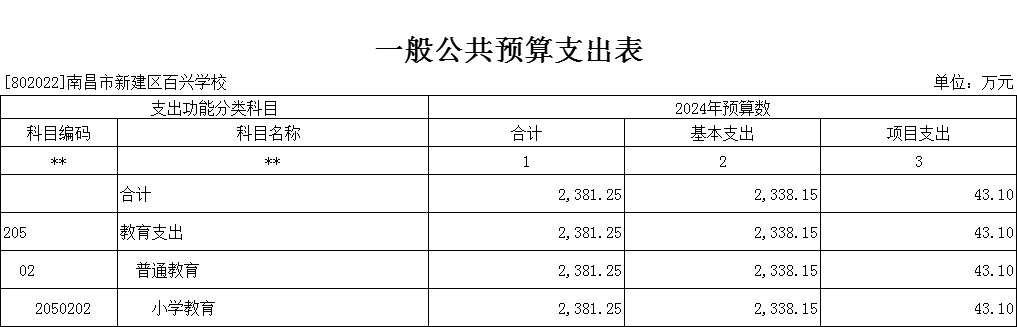 一般公共预算支出表
[802022]南昌市新建区百兴学校 单位：万元
支出功能分类科目 2024年预算数
科目编码 科目名称 合计 基本支出 项目支出
** ** 1 2 3
合计 2,381.25 2,338.15 43.10
205 教育支出 2,381.25 2,338.15 43.10
02 普通教育 2,381.25 2,338.15 43.10
2050202 小学教育 2,381.25 2,338.15 43.10